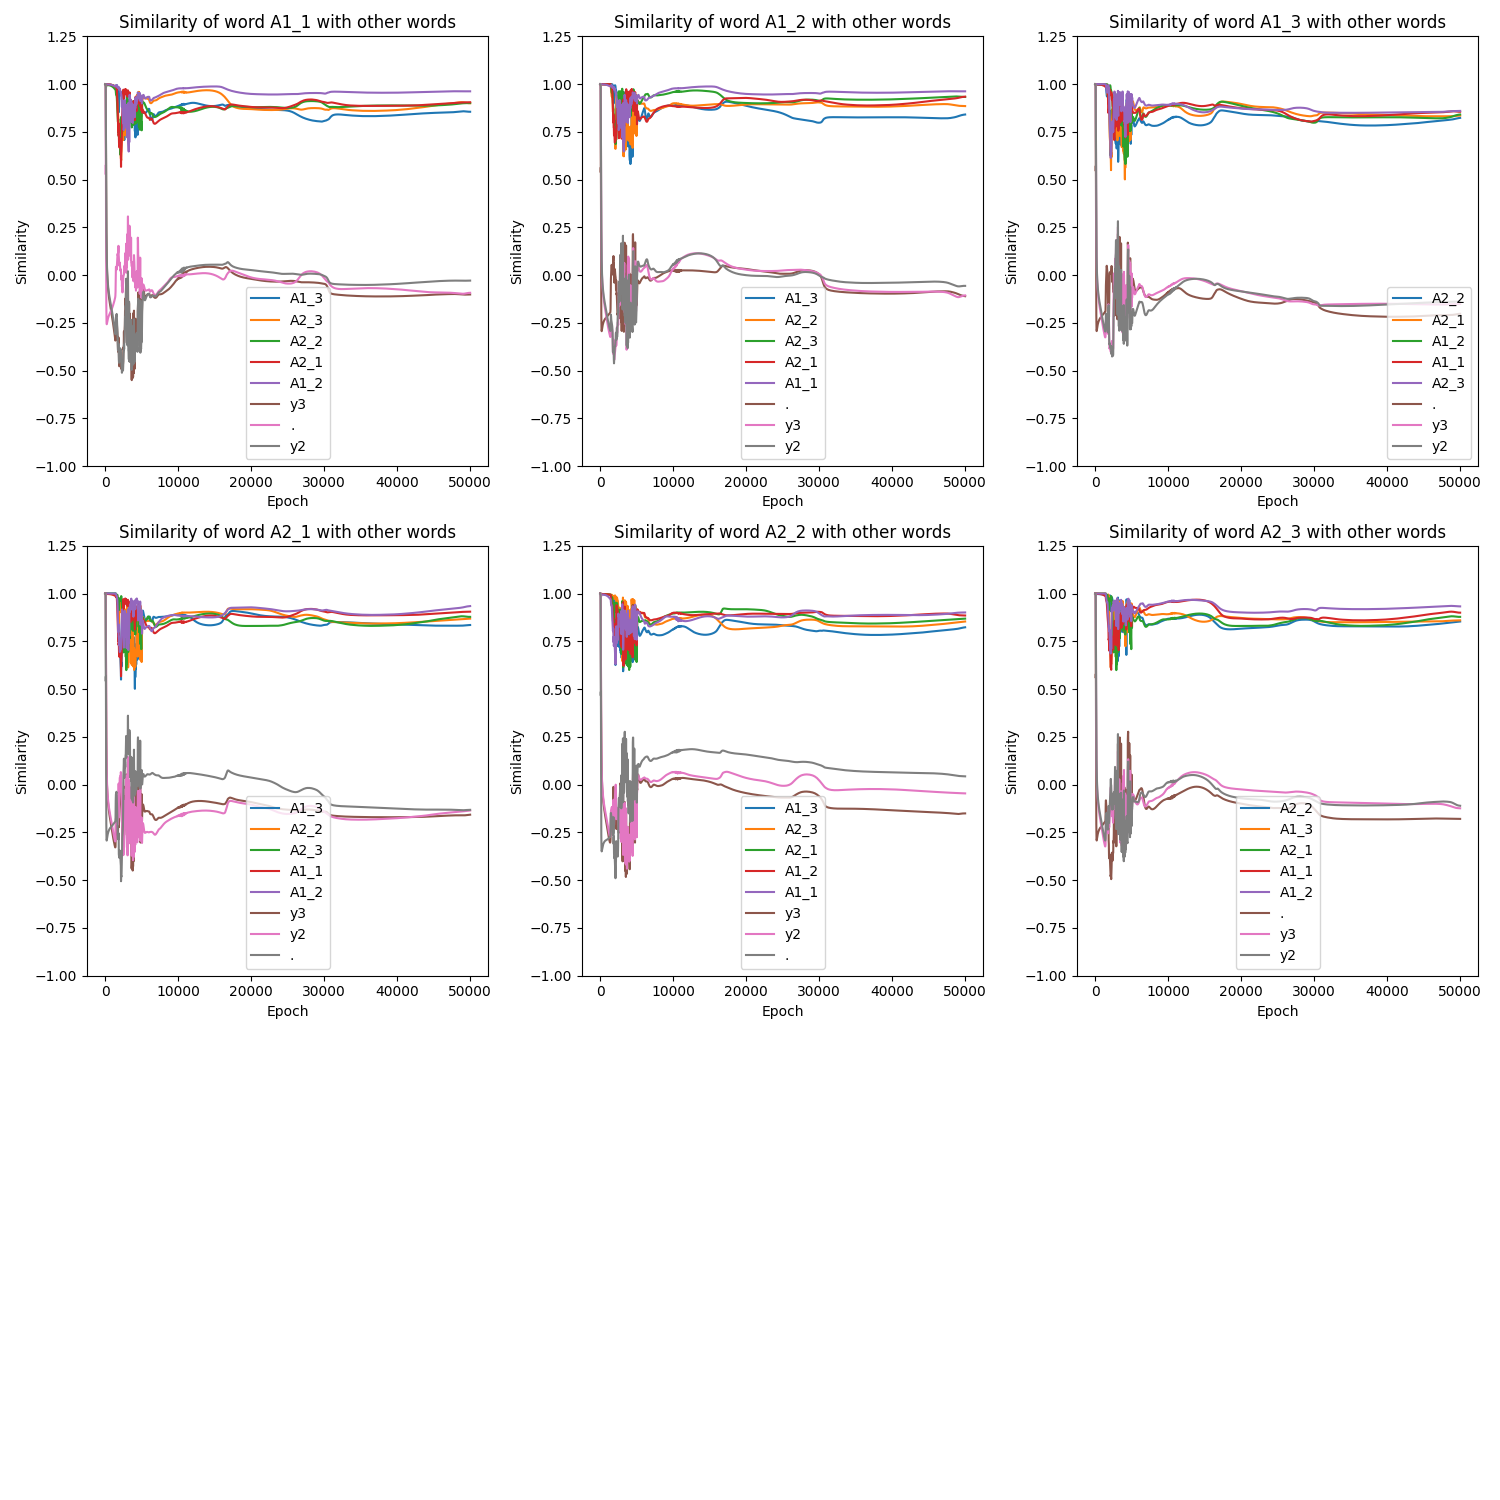 Similarity of word A1_1 with other words
1.25
1.00
0.75
0.50
0.25
0.00
−0.25
−0.50
−0.75
−1.00
Similarity
0 10000 20000 30000 40000 50000
Epoch
A1_3
A2_3
A2_2
A2_1
A1_2
y3
.
y2
Similarity of word A1_2 with other words
1.25
1.00
0.75
0.50
0.25
0.00
−0.25
−0.50
−0.75
−1.00
Similarity
0 10000 20000 30000 40000 50000
Epoch
A1_3
A2_2
A2_3
A2_1
A1_1
.
y3
y2
Similarity of word A1_3 with other words
1.25
1.00
0.75
0.50
0.25
0.00
−0.25
−0.50
−0.75
−1.00
Similarity
0 10000 20000 30000 40000 50000
Epoch
A2_2
A2_1
A1_2
A1_1
A2_3
.
y3
y2
Similarity of word A2_1 with other words
1.25
1.00
0.75
0.50
0.25
0.00
−0.25
−0.50
−0.75
−1.00
Similarity
0 10000 20000 30000 40000 50000
Epoch
A1_3
A2_2
A2_3
A1_1
A1_2
y3
y2
.
Similarity of word A2_2 with other words
1.25
1.00
0.75
0.50
0.25
0.00
−0.25
−0.50
−0.75
−1.00
Similarity
0 10000 20000 30000 40000 50000
Epoch
A1_3
A2_3
A2_1
A1_2
A1_1
y3
y2
.
Similarity of word A2_3 with other words
1.25
1.00
0.75
0.50
0.25
0.00
−0.25
−0.50
−0.75
−1.00
Similarity
0 10000 20000 30000 40000 50000
Epoch
A2_2
A1_3
A2_1
A1_1
A1_2
.
y3
y2